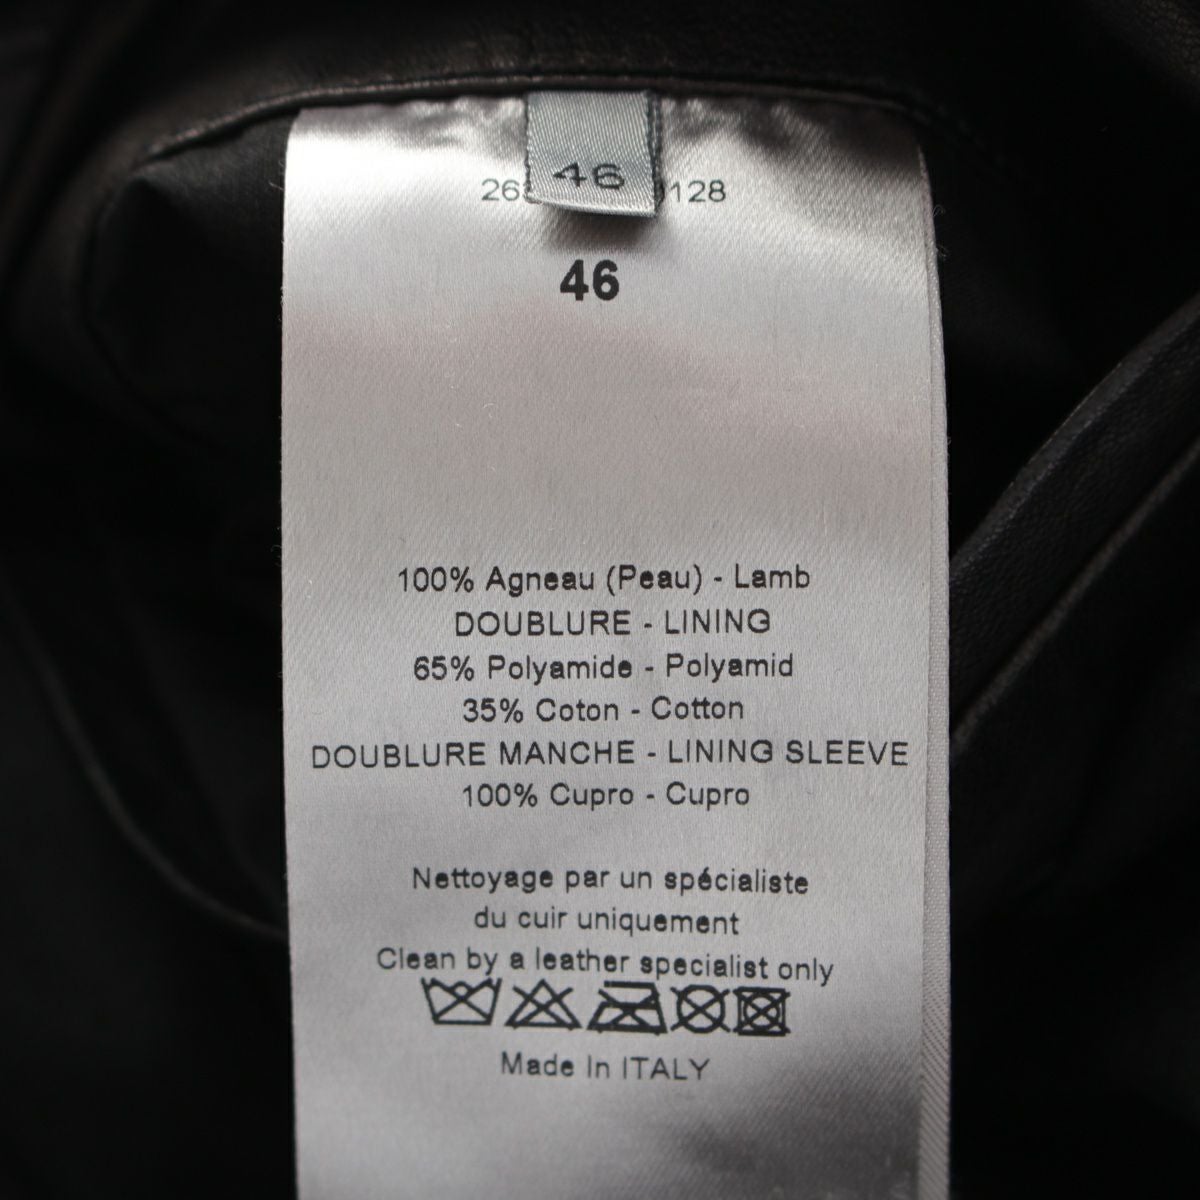 46
128
46
100% Agneau (Peau) - Lamb
DOUBLURE - LINING
65% Polyamide - Polyamid
35% Coton - Cotton
DOUBLURE MANCHE - LINING SLEEVE
100% Cupro - Cupro
Nettoyage par un spécialiste
du cuir uniquement
Clean by a leather specialist only
Made In ITALY